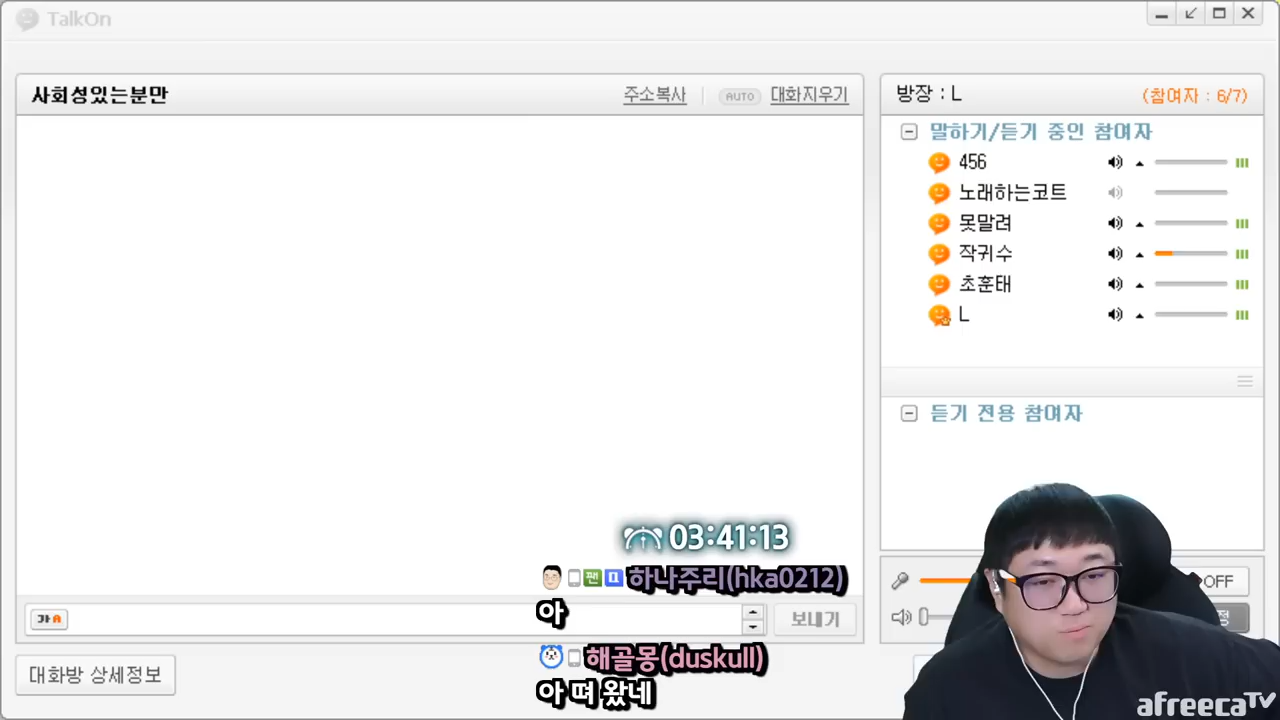 TalkOn
사회성있는분만
주소복사
AUTO
대화지우기
방장 : L
(참여자 : 6/7)
말하기/듣기 중인 참여자
456
노래하는코트
못말려
작귀수
초훈태
L
듣기 전용 참여자
03:41:13
짼 하나주리(hka0212)
아
가
보내기
OFF
정
해골몽(duskull)
아 떠 왔네
대화방 상세정보
afreecaTV